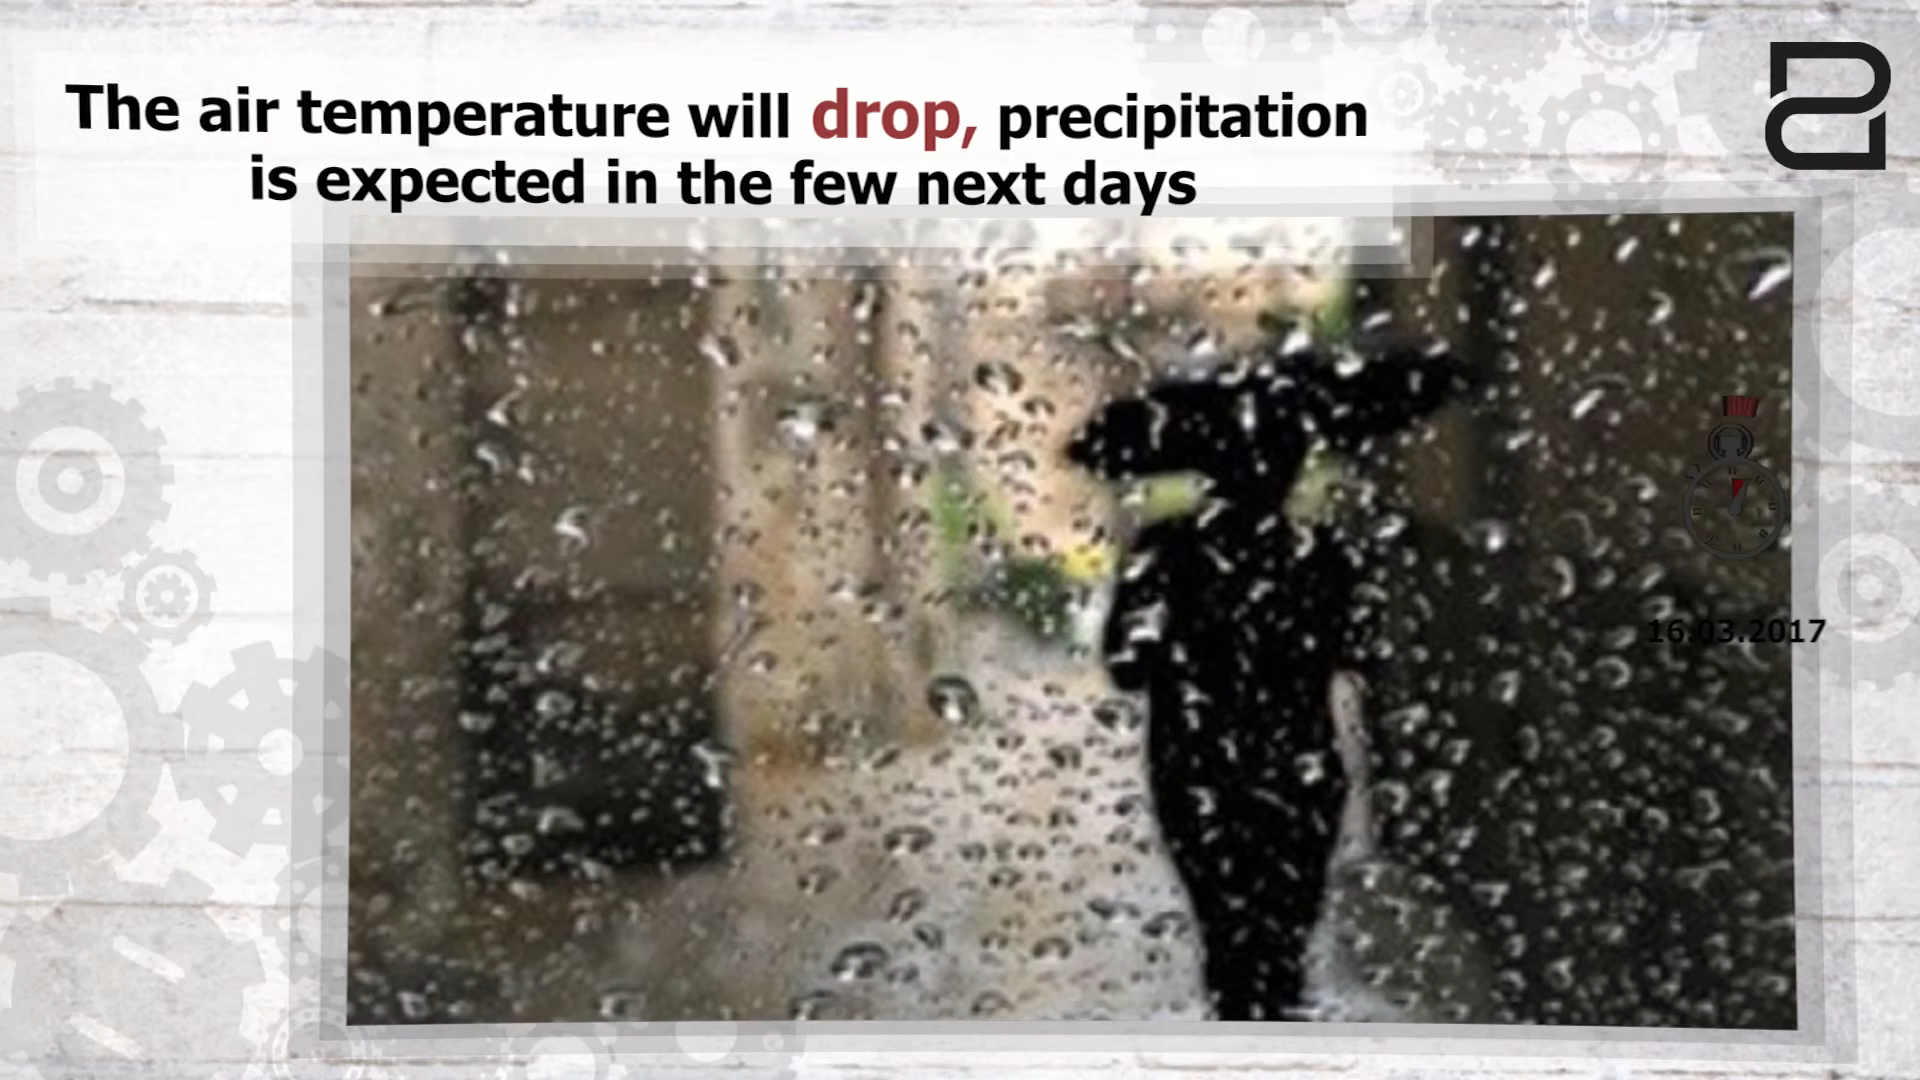 The air temperature will drop, precipitation
is expected in the few next days
16.03.2017